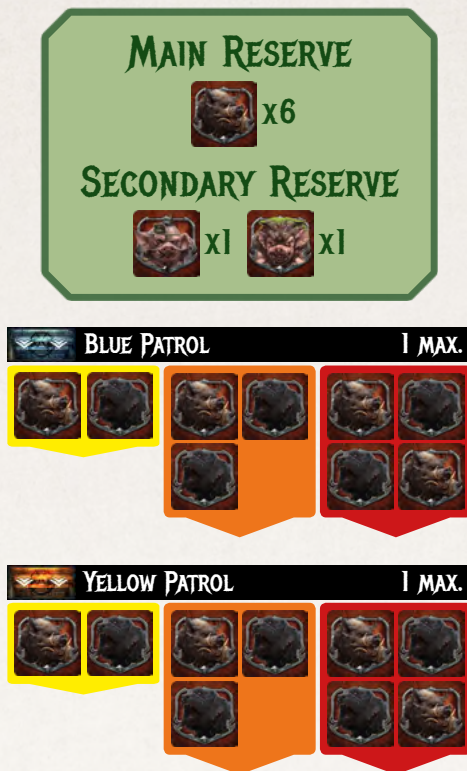 Main Reserve
x6
Secondary Reserve
x1 x1
Blue Patrol 1 max.
Yellow Patrol 1 max.